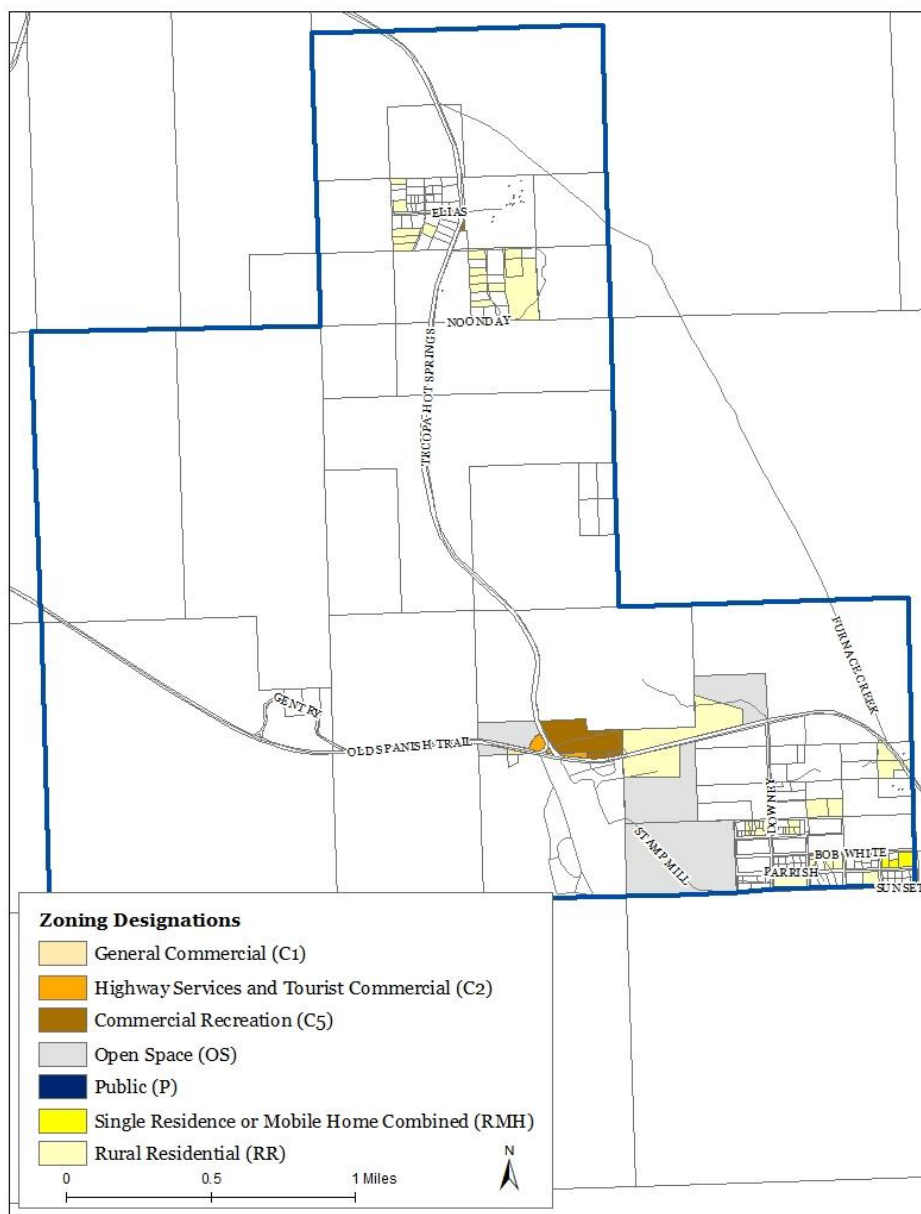 ELIAS
NOONDAY
TECOPA HOT SPRINGS
FURNACE CREEK
GENTRY
OLD SPANISH TRAIL
DOWNEY
STAMP MILL
BOB WHITE
PARRISH
SUNSET
Zoning Designations
General Commercial (C1)
Highway Services and Tourist Commercial (C2)
Commercial Recreation (C5)
Open Space (OS)
Public (P)
Single Residence or Mobile Home Combined (RMH)
Rural Residential (RR)
N
0 0.5 1 Miles